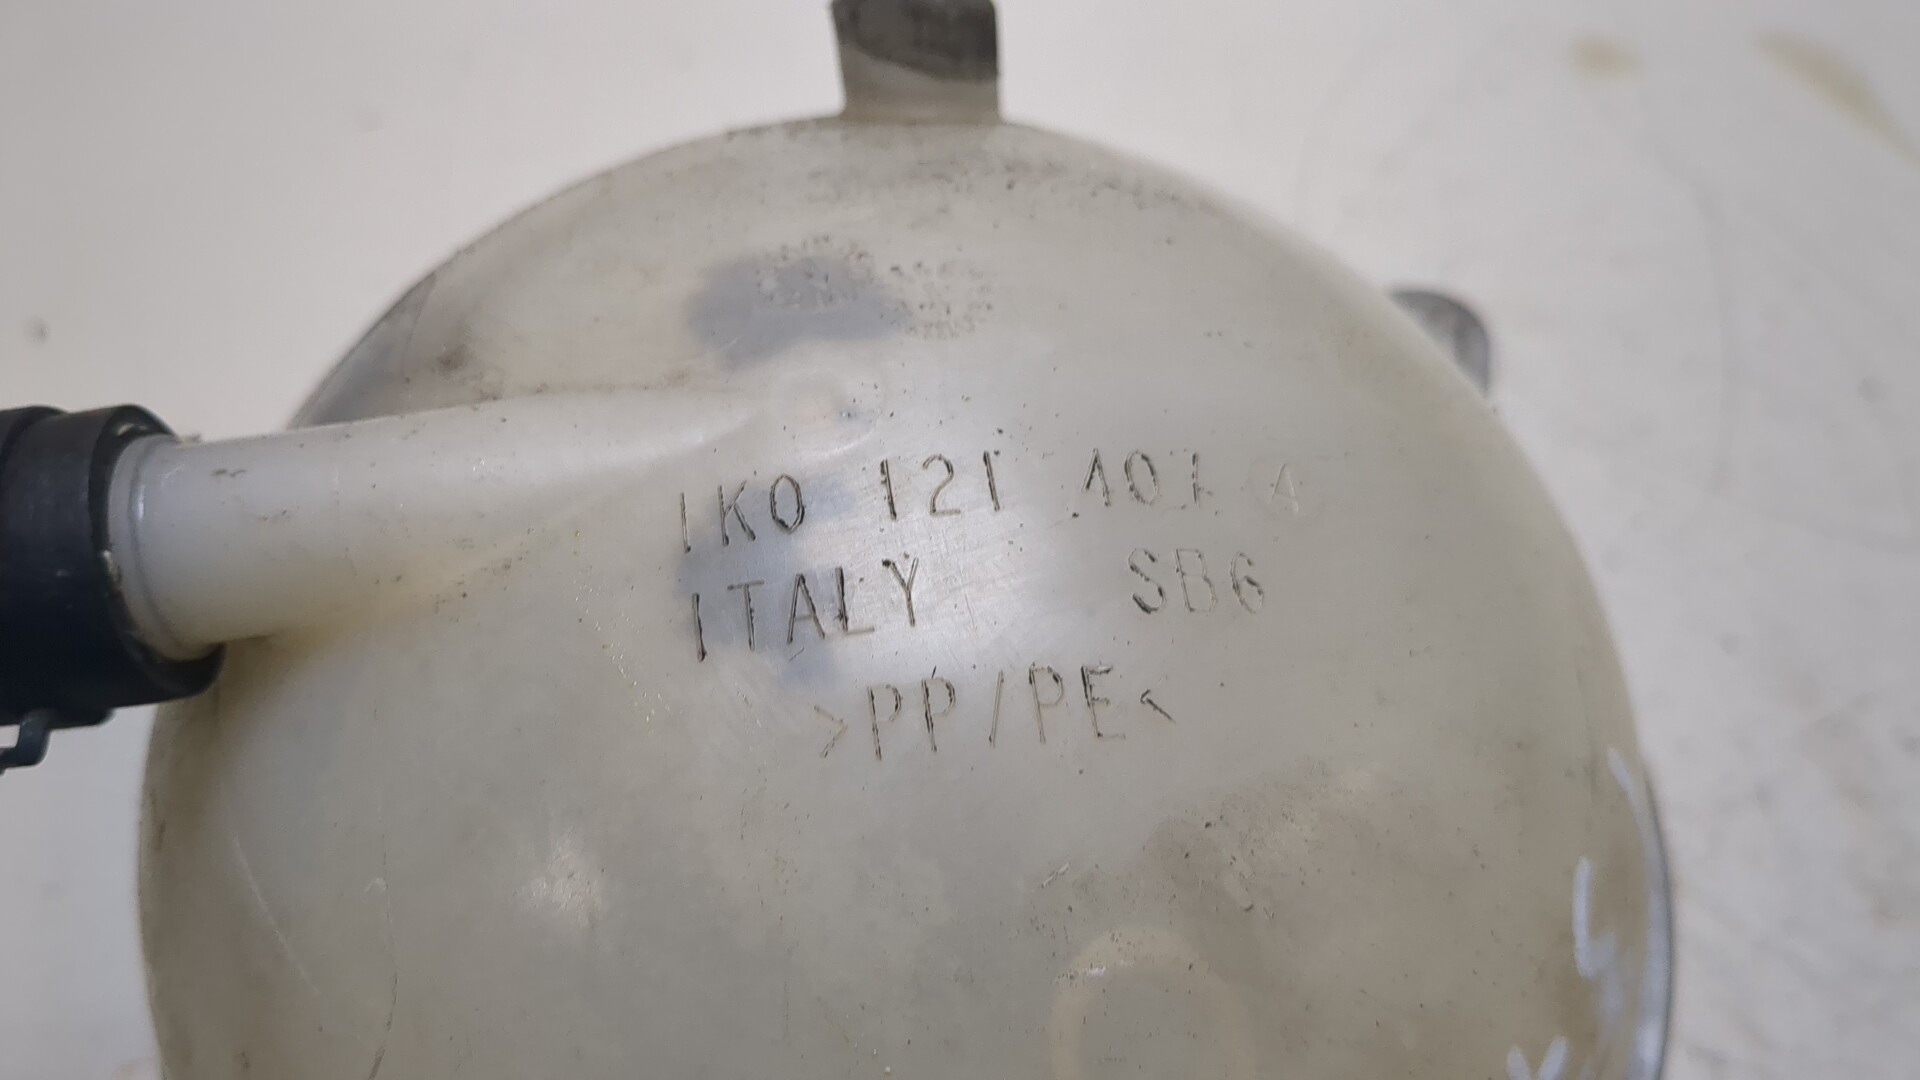 1K0 121 407 A
ITALY SB6
>PP/PE<